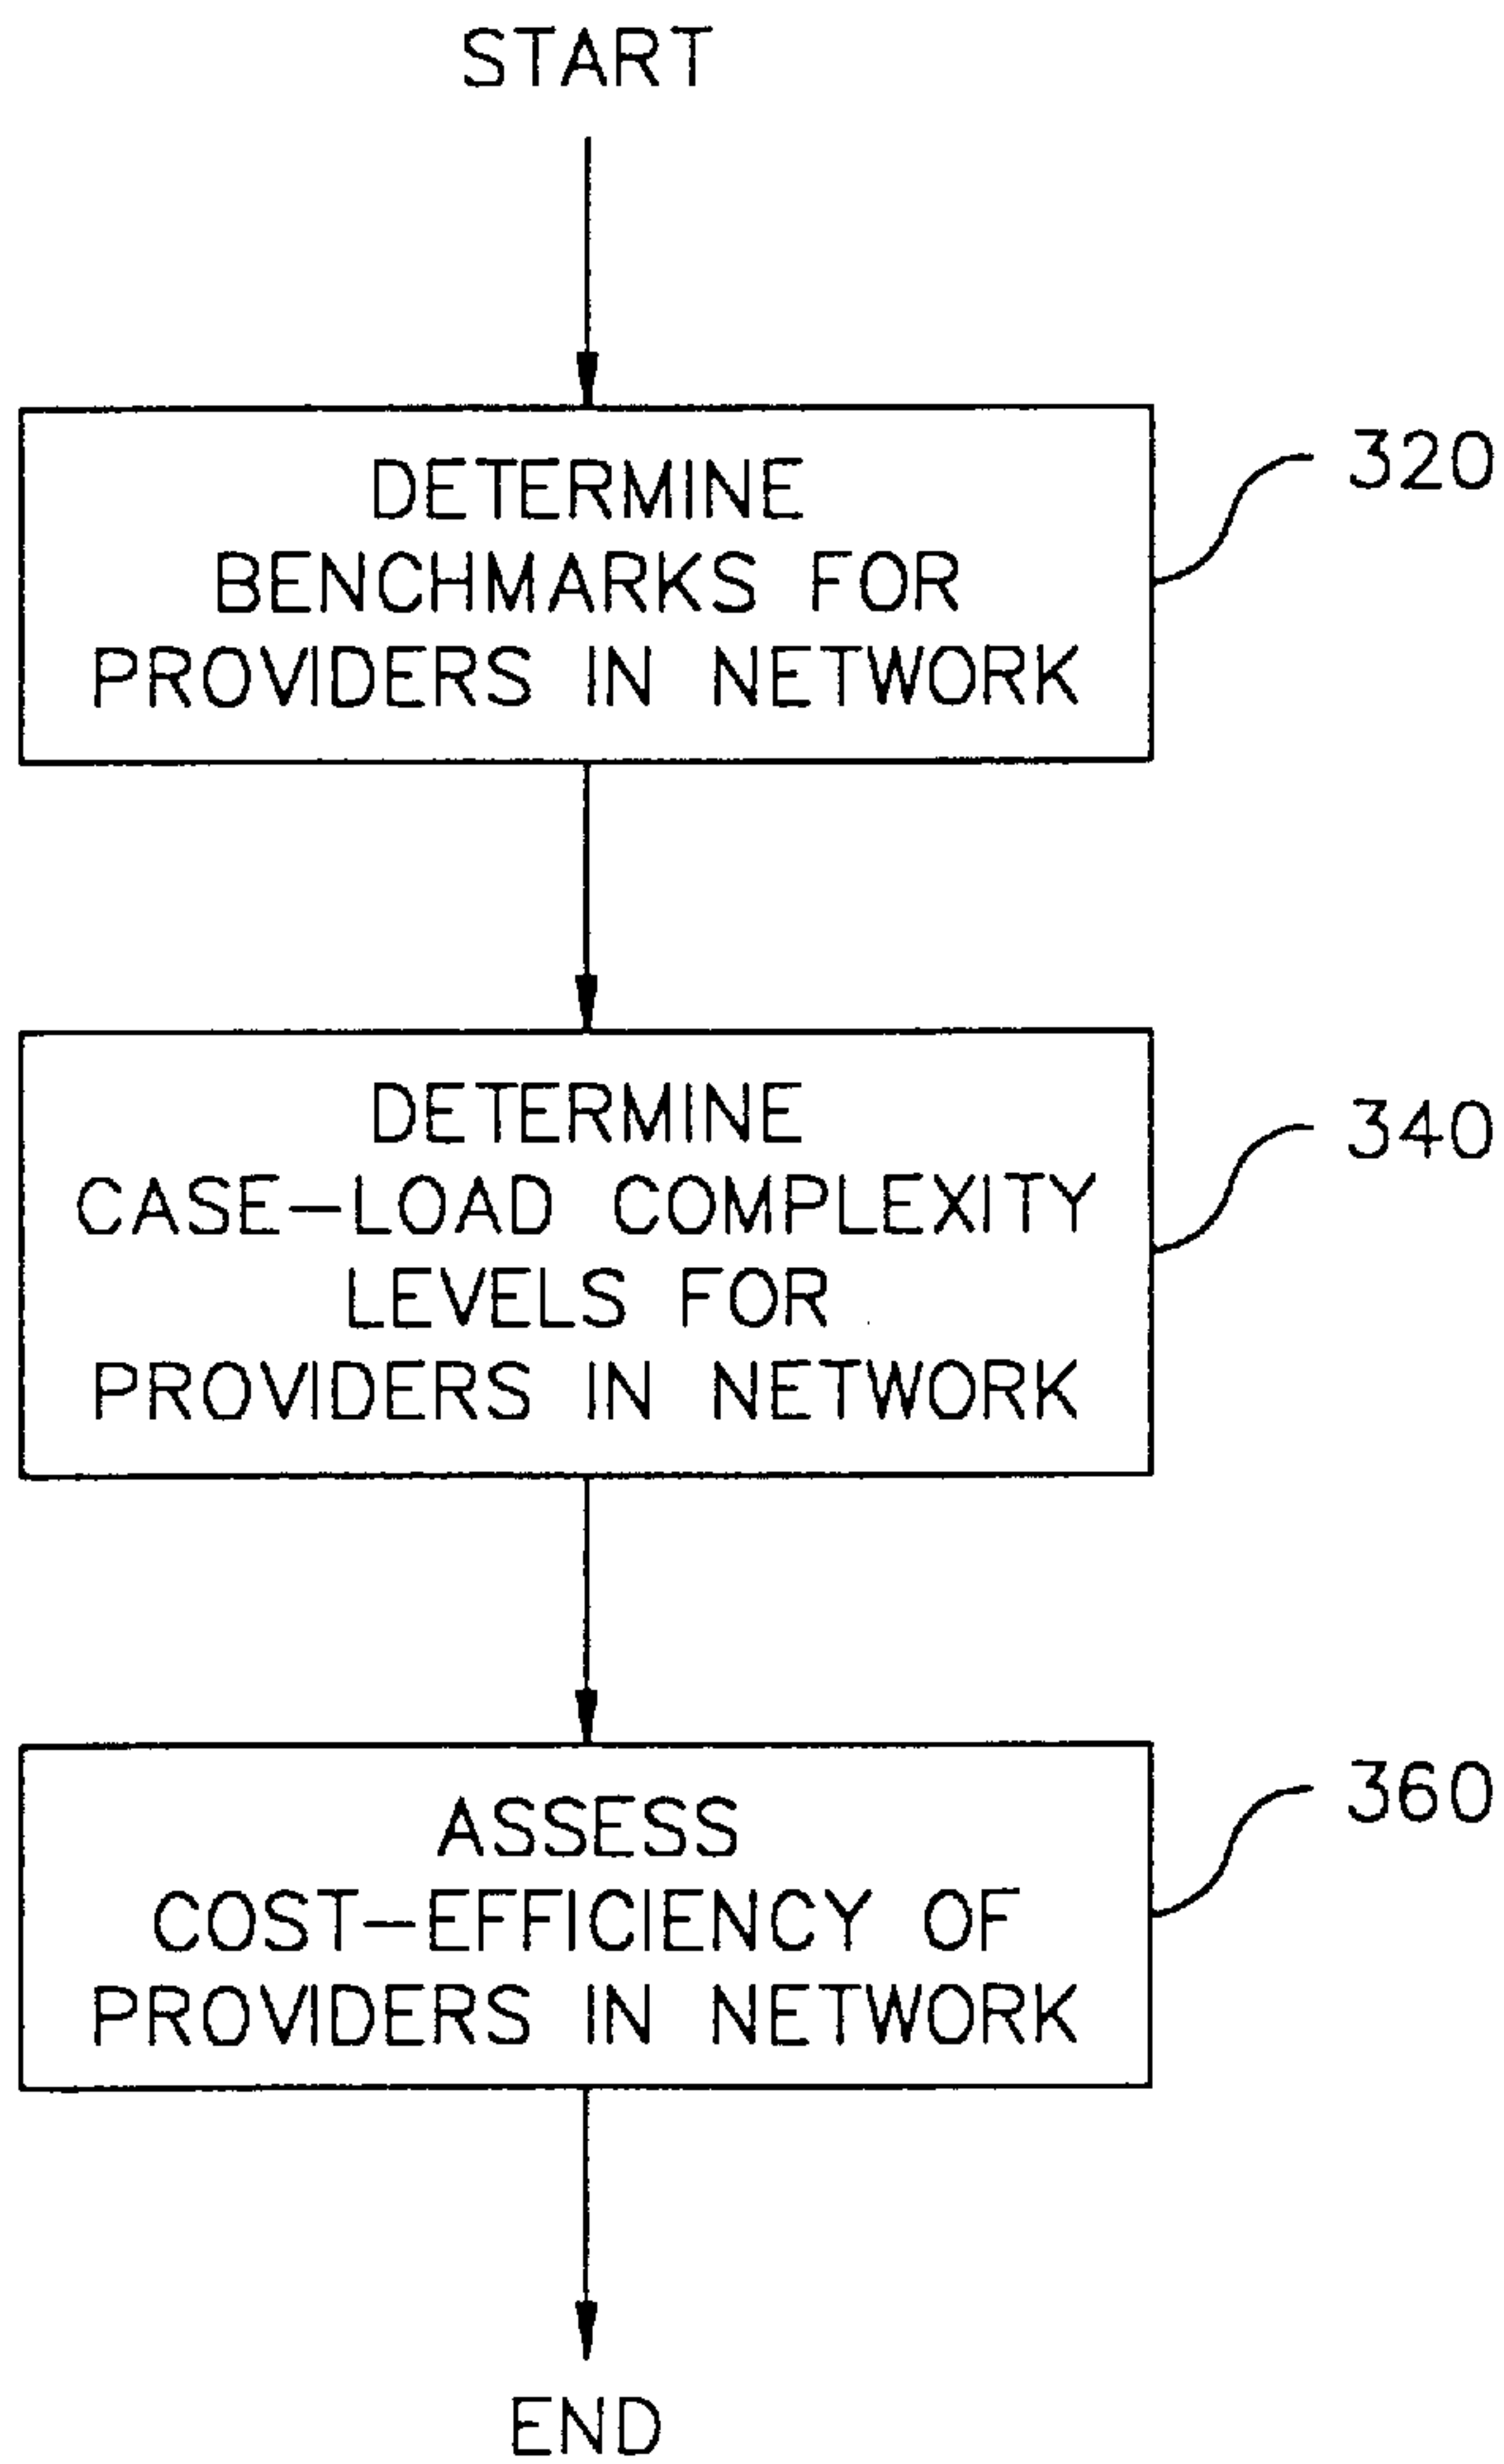 START
DETERMINE
BENCHMARKS FOR
PROVIDERS IN NETWORK
320
DETERMINE
CASE-LOAD COMPLEXITY
LEVELS FOR
PROVIDERS IN NETWORK
340
ASSESS
COST-EFFICIENCY OF
PROVIDERS IN NETWORK
360
END